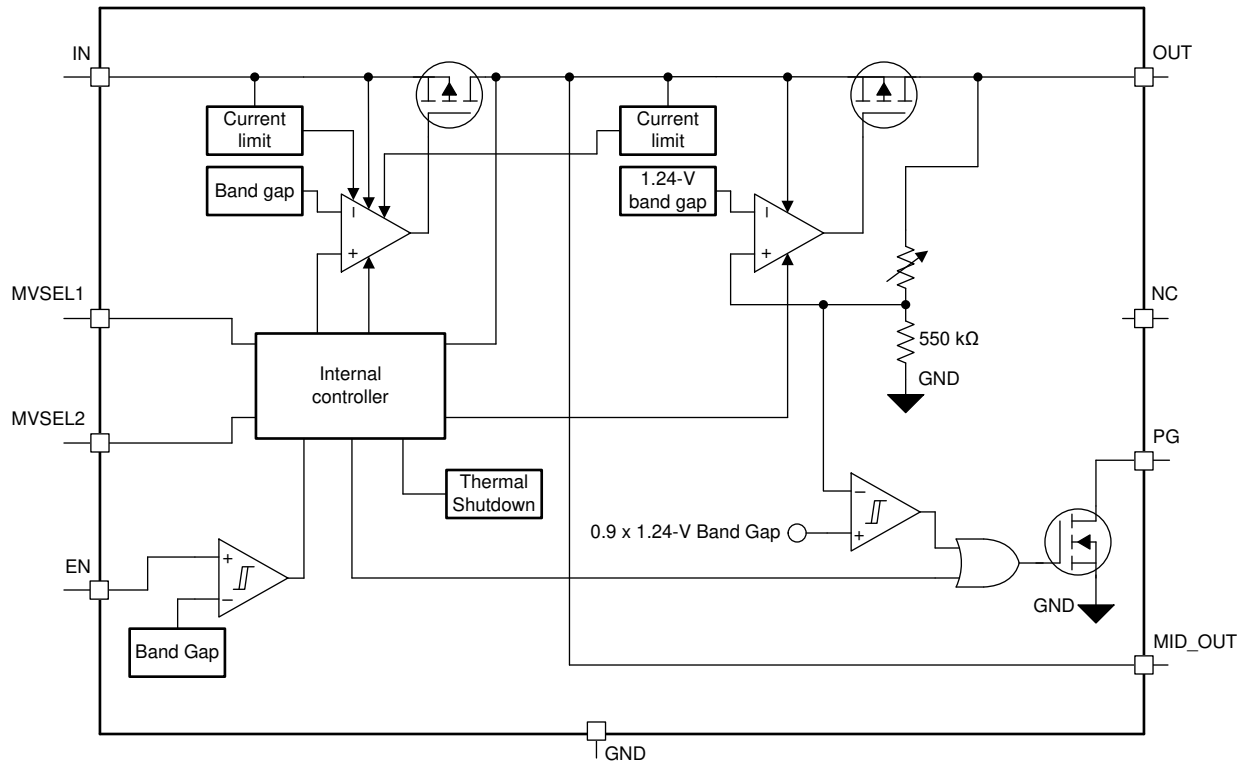 IN
OUT
Current
limit
Current
limit
Band gap
1.24-V
band gap
–
+
–
+
MVSEL1
NC
550 kΩ
GND
Internal
controller
MVSEL2
PG
Thermal
Shutdown
–
0.9 x 1.24-V Band Gap
+
EN
+
–
GND
Band Gap
MID_OUT
GND